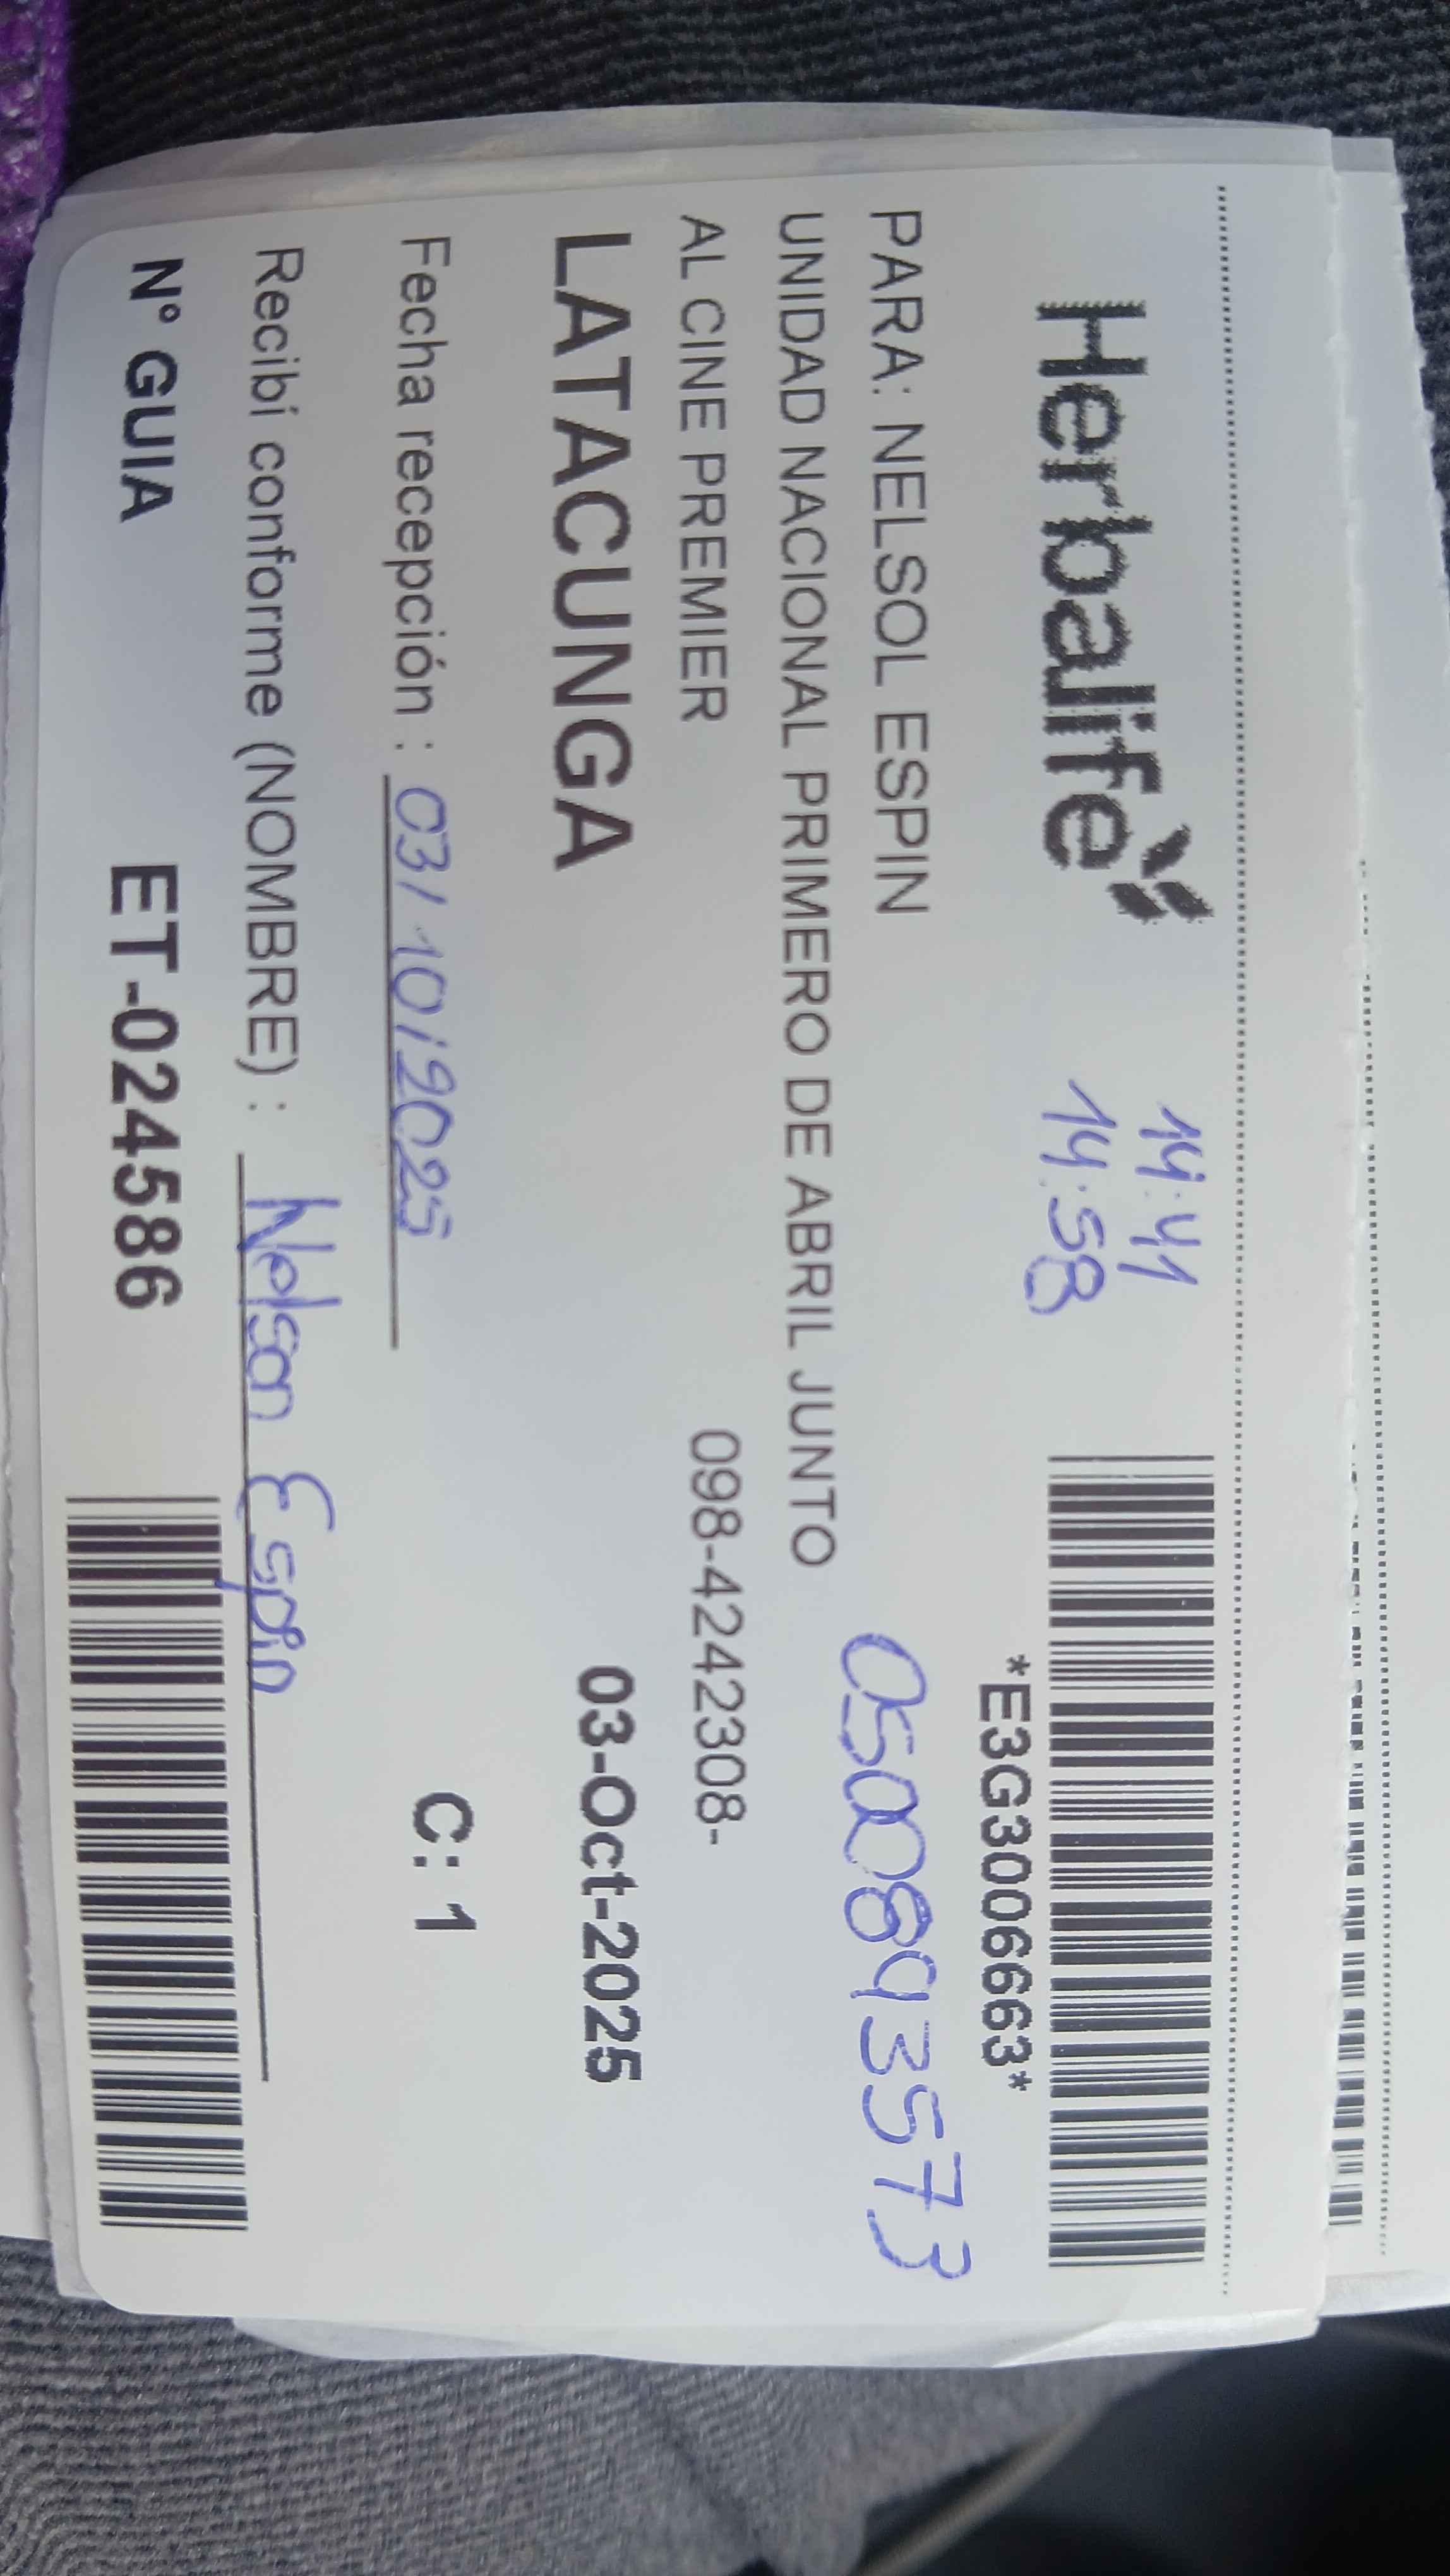 Herbalife
14:41
14:58
*E3G3006663*
PARA: NELSOL ESPIN
0500893573
UNIDAD NACIONAL PRIMERO DE ABRIL JUNTO
AL CINE PREMIER
098-4242308-
LATACUNGA
03-Oct-2025
Fecha recepción : 03/10/2025
C: 1
Recibí conforme (NOMBRE) : Nelson Espin
N° GUIA ET-024586